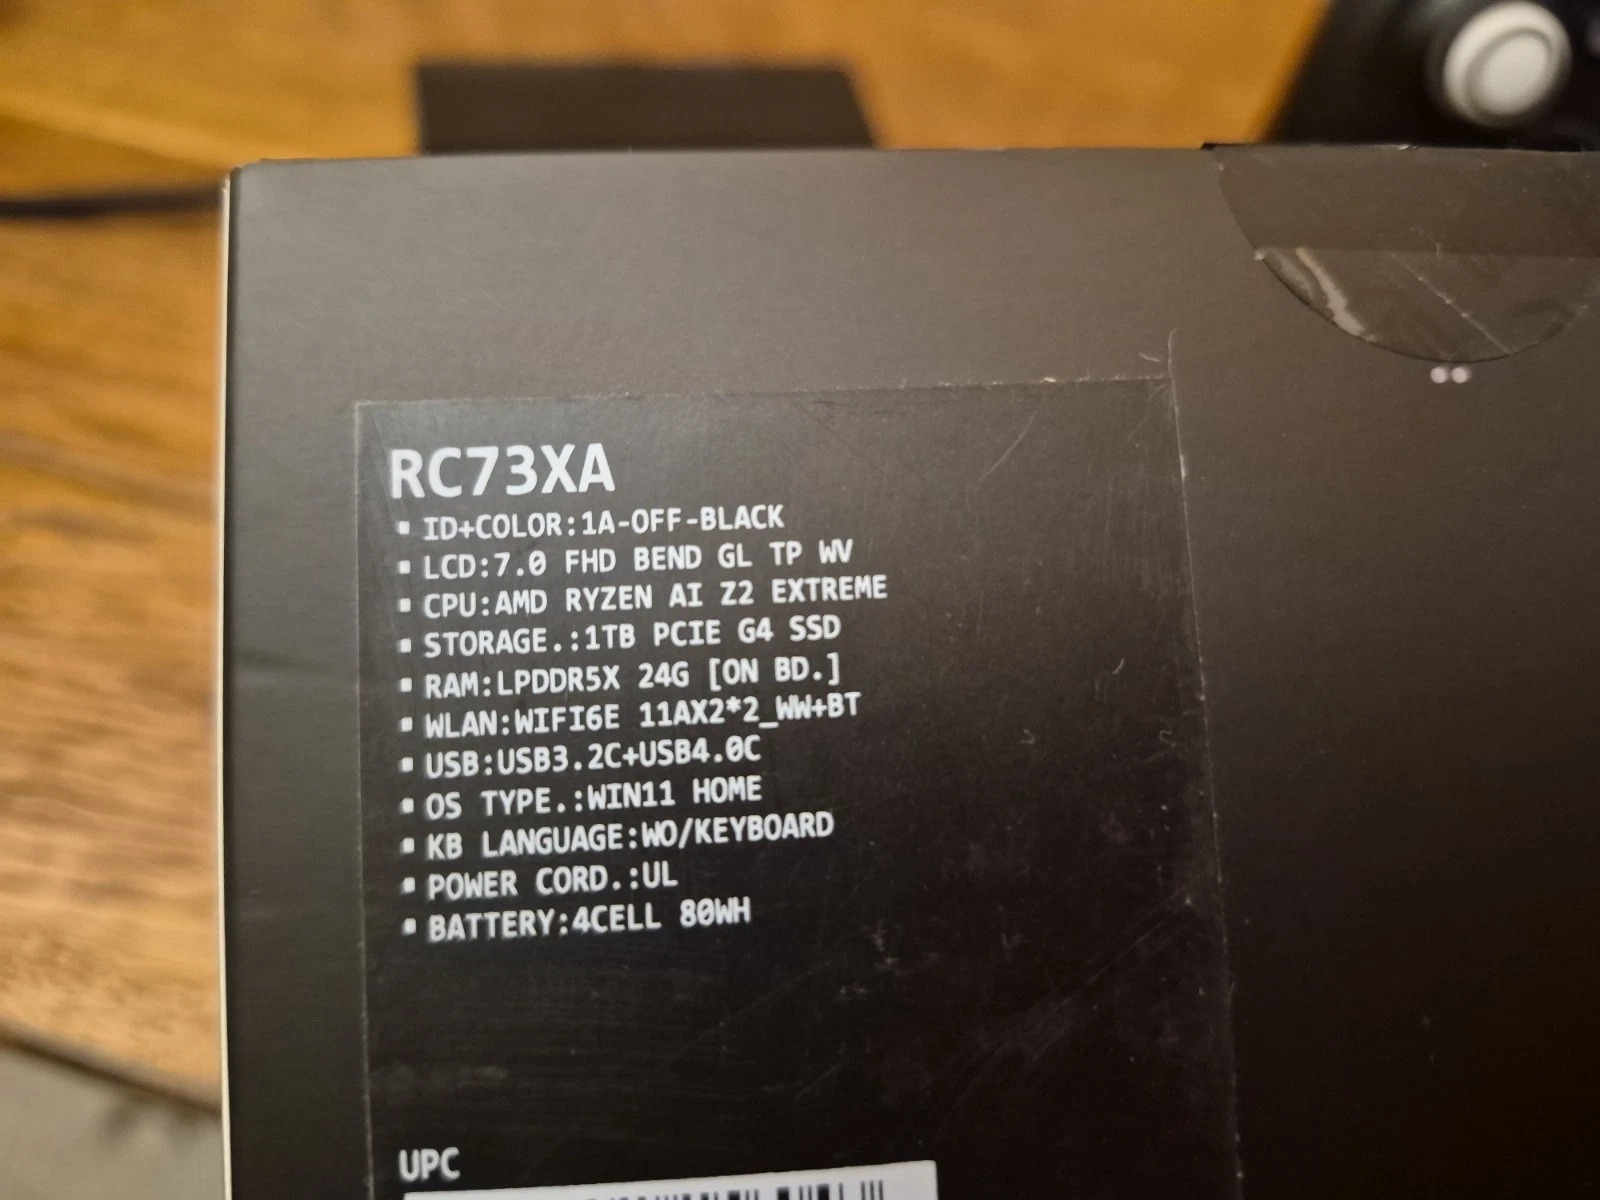 RC73XA
▪ ID+COLOR:1A-OFF-BLACK
▪ LCD:7.0 FHD BEND GL TP WV
▪ CPU:AMD RYZEN AI Z2 EXTREME
▪ STORAGE.:1TB PCIE G4 SSD
▪ RAM:LPDDR5X 24G [ON BD.]
▪ WLAN:WIFI6E 11AX2*2_WW+BT
▪ USB:USB3.2C+USB4.0C
▪ OS TYPE.:WIN11 HOME
▪ KB LANGUAGE:WO/KEYBOARD
▪ POWER CORD.:UL
▪ BATTERY:4CELL 80WH
UPC